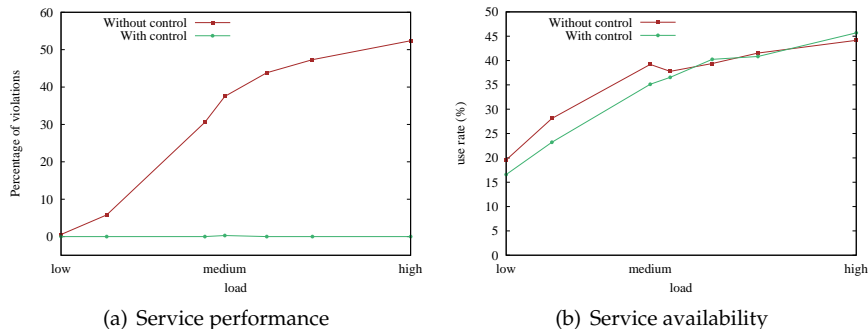 Without control
With control
60
50
40
30
20
10
0
Percentage of violations
low
medium
high
load
(a) Service performance
Without control
With control
50
45
40
35
30
25
20
15
10
5
0
use rate (%)
low
medium
high
load
(b) Service availability